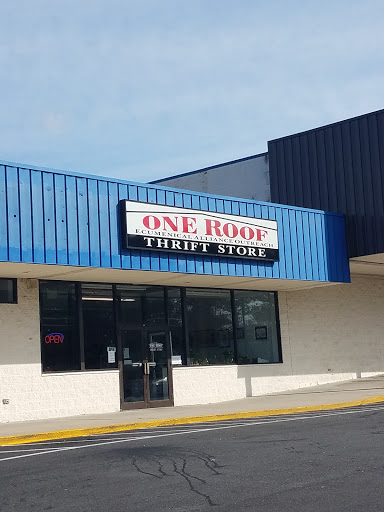 ONE ROOF
ECUMENICAL ALLIANCE OUTREACH
THRIFT STORE
OPEN